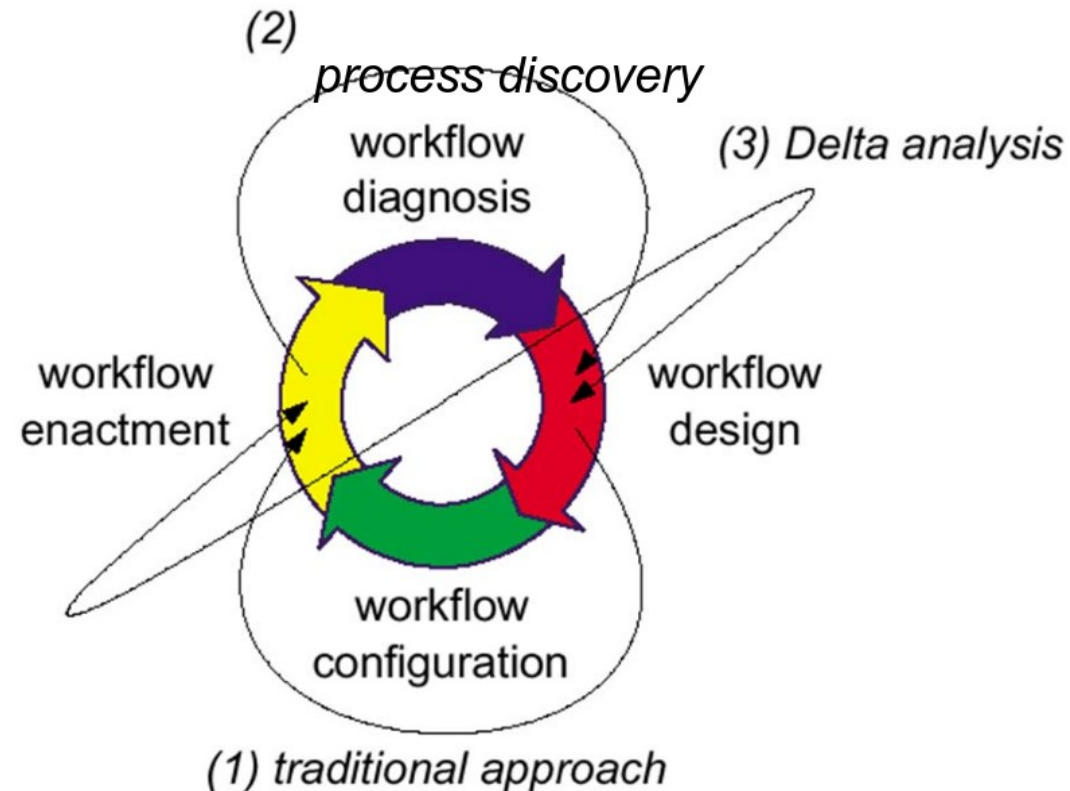 (2)
process discovery
workflow
diagnosis
(3) Delta analysis
workflow
enactment
workflow
design
workflow
configuration
(1) traditional approach